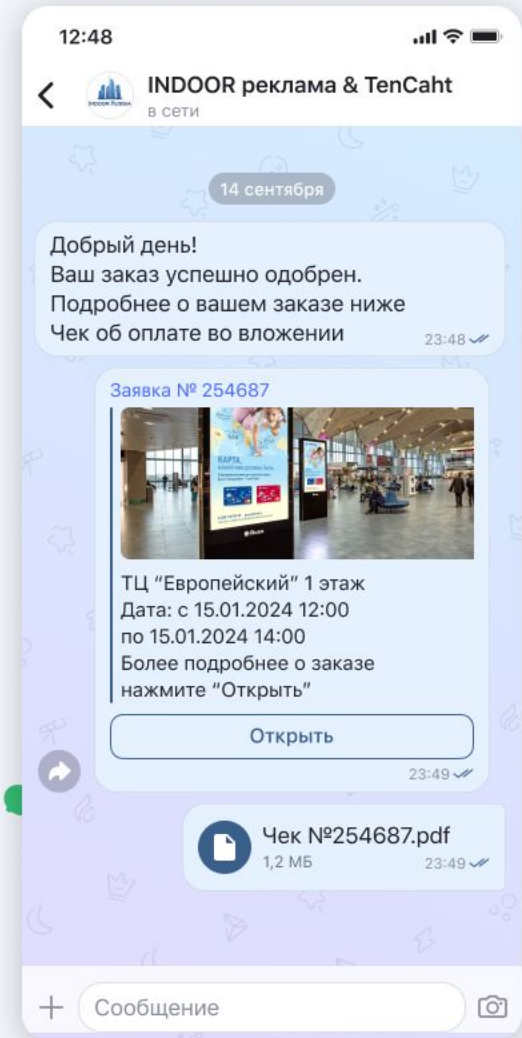 12:48
INDOOR реклама & TenCaht
в сети
INDOOR RUSSIA
14 сентября
Добрый день!
Ваш заказ успешно одобрен.
Подробнее о вашем заказе ниже
Чек об оплате во вложении
23:48
Заявка № 254687
КАРТА,
ТЦ “Европейский” 1 этаж
Дата: с 15.01.2024 12:00
по 15.01.2024 14:00
Более подробнее о заказе
нажмите “Открыть”
Открыть
23:49
Чек №254687.pdf
1,2 МБ
23:49
Сообщение